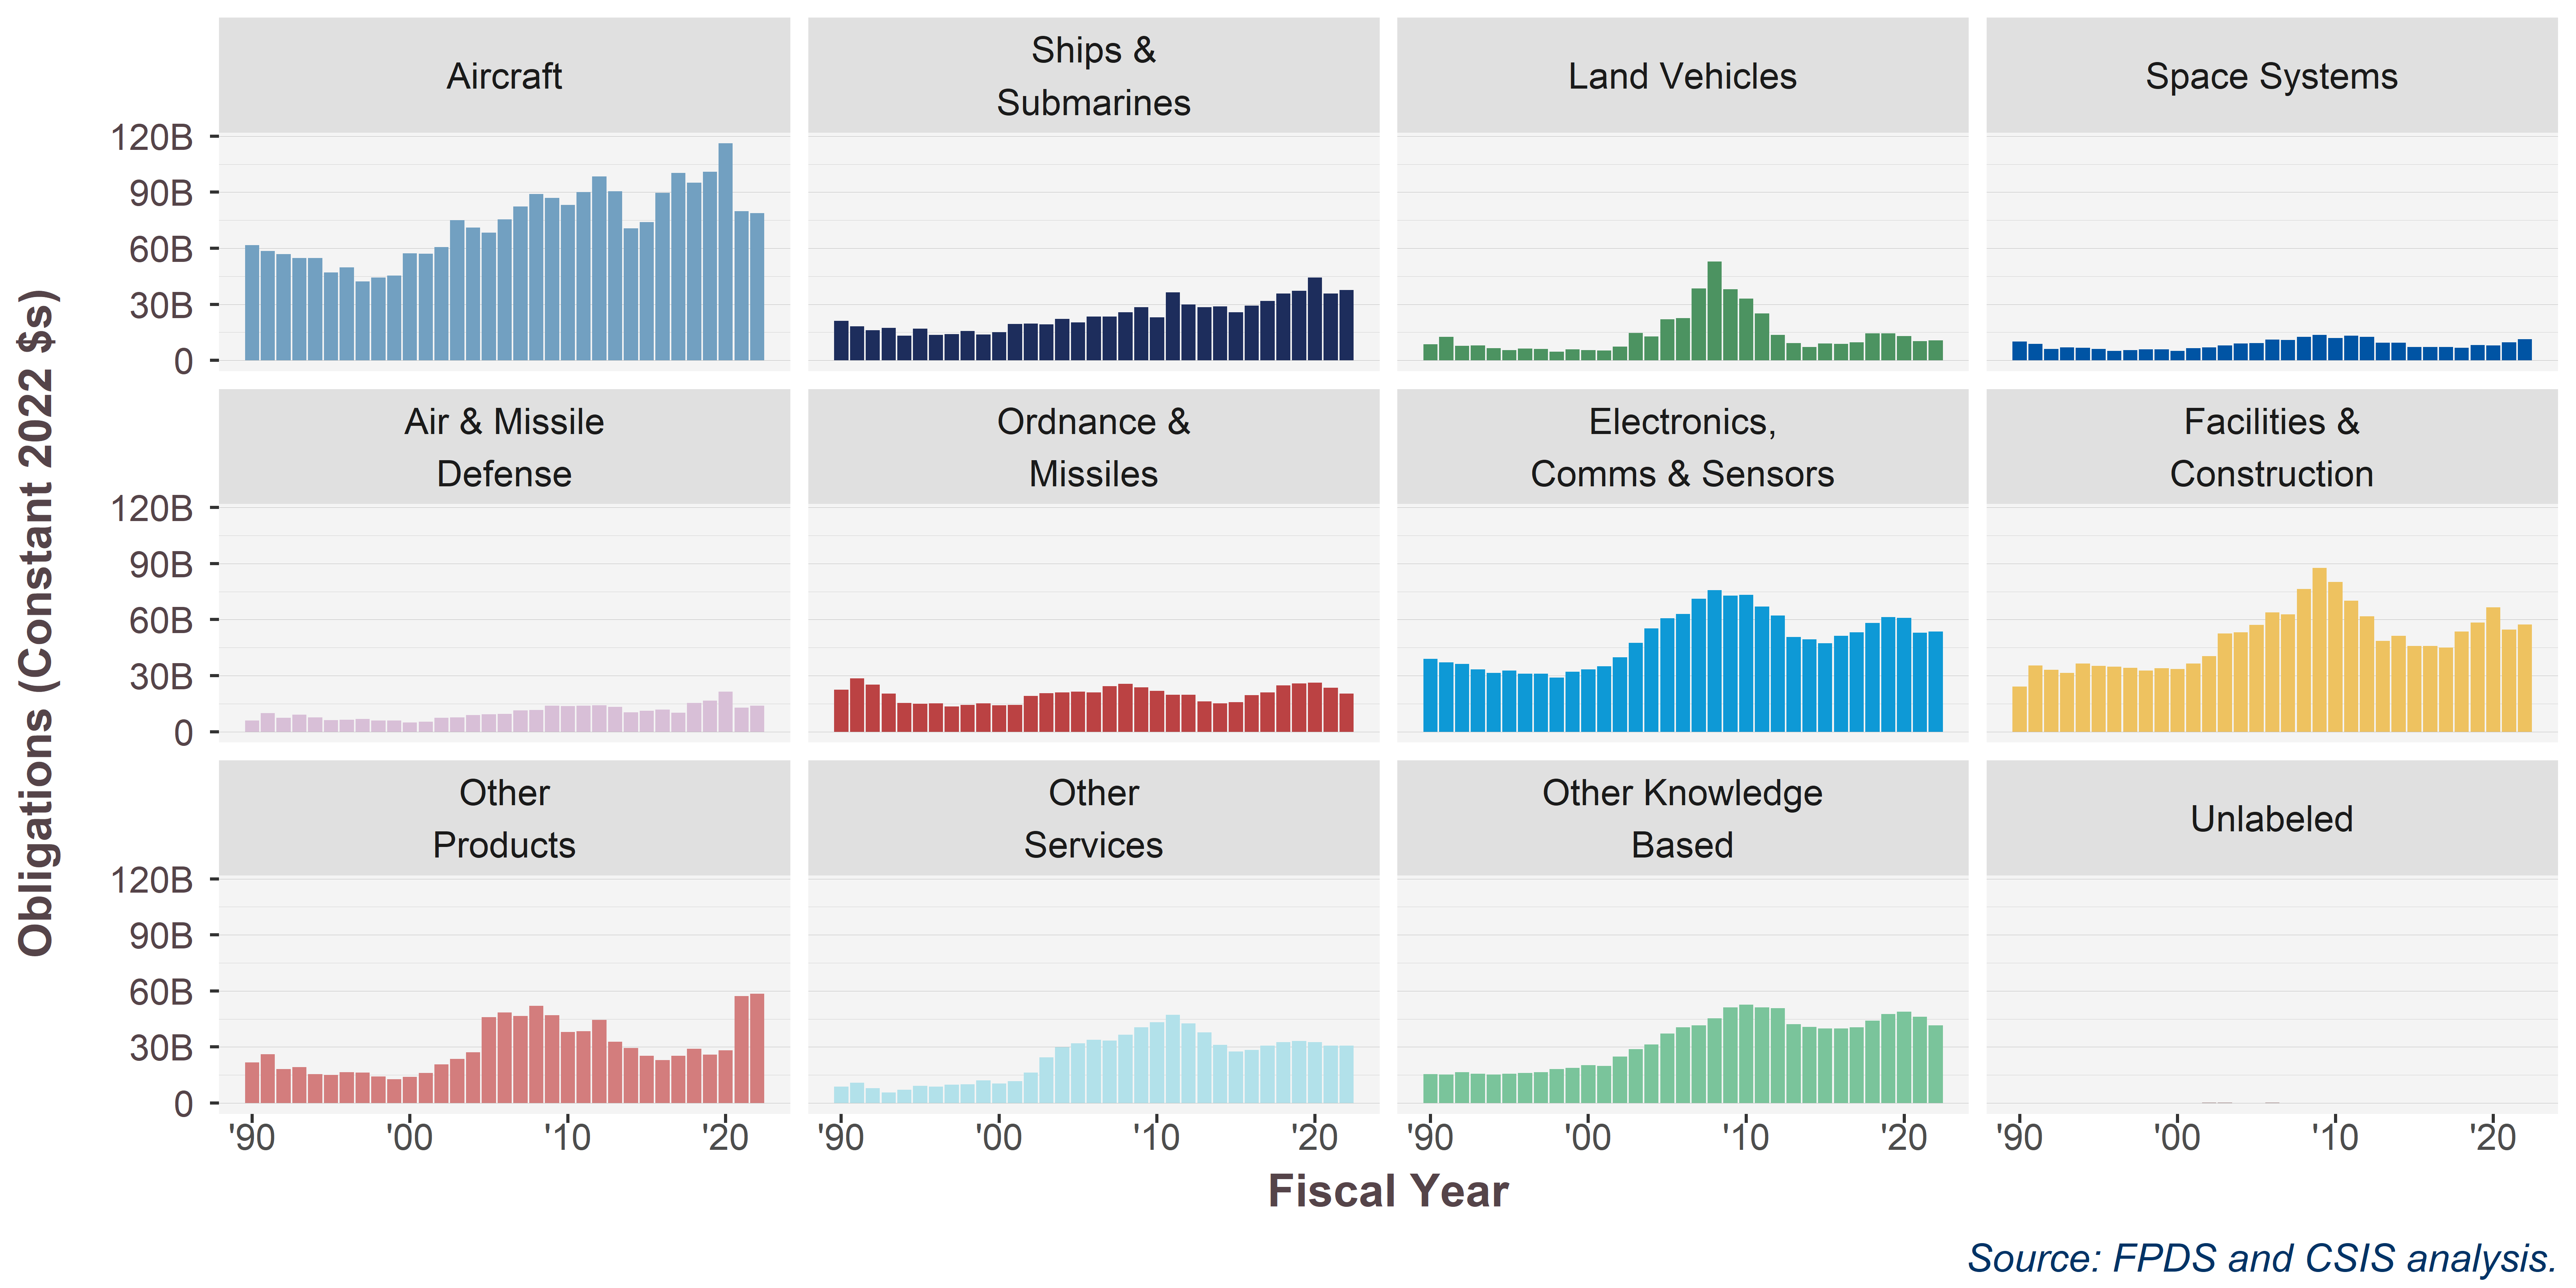 Aircraft
Ships &
Submarines
Land Vehicles
Space Systems
120B
90B
60B
30B
0
Air & Missile
Defense
Ordnance &
Missiles
Electronics,
Comms & Sensors
Facilities &
Construction
120B
90B
60B
30B
0
Other
Products
Other
Services
Other Knowledge
Based
Unlabeled
120B
90B
60B
30B
0
'90 '00 '10 '20 '90 '00 '10 '20 '90 '00 '10 '20 '90 '00 '10 '20
Obligations (Constant 2022 $s)
Fiscal Year
Source: FPDS and CSIS analysis.